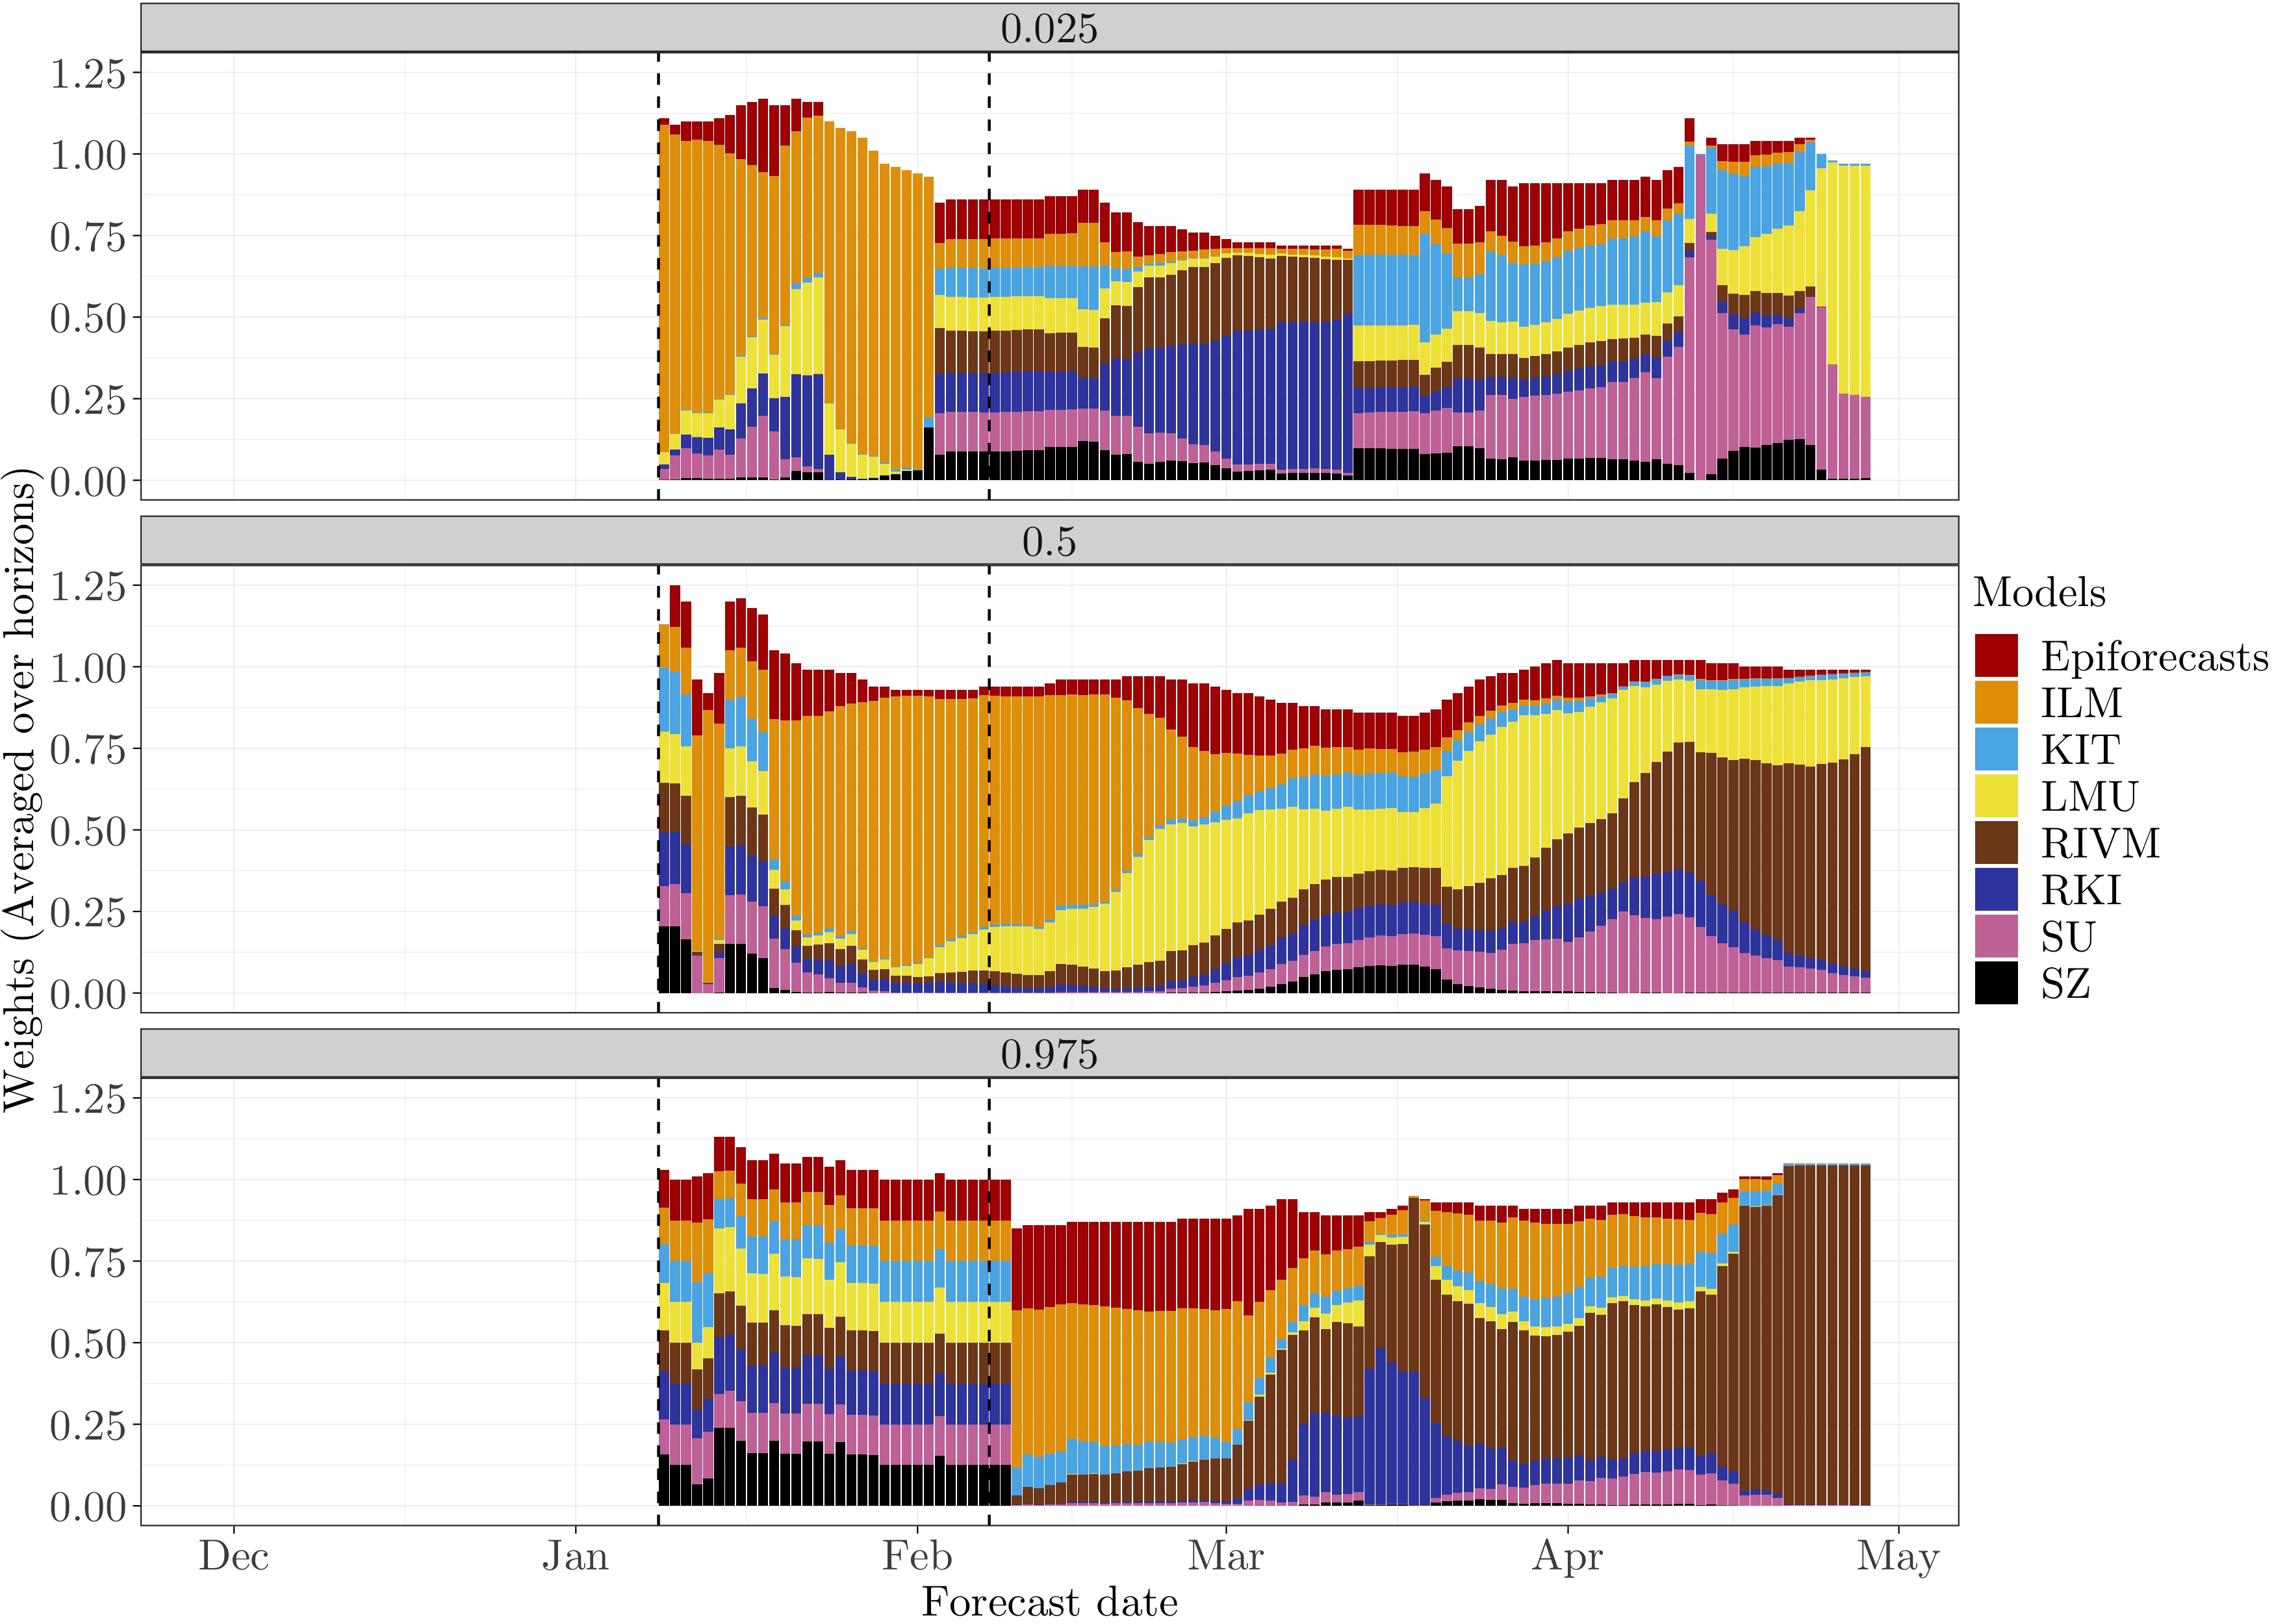 0.025
1.25
1.00
0.75
0.50
0.25
0.00
0.5
1.25
1.00
0.75
0.50
0.25
0.00
0.975
1.25
1.00
0.75
0.50
0.25
0.00
Weights (Averaged over horizons)
Dec Jan Feb Mar Apr May
Forecast date
Models
Epiforecasts
ILM
KIT
LMU
RIVM
RKI
SU
SZ